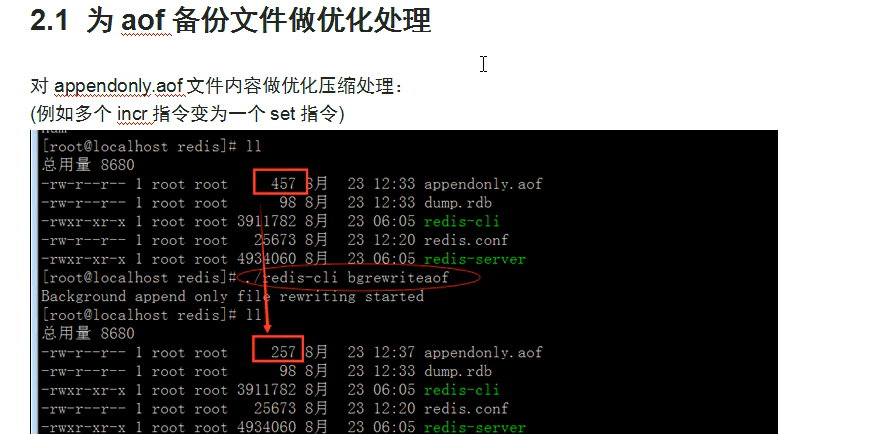 2.1 为 aof 备份文件做优化处理
对 appendonly.aof 文件内容做优化压缩处理：
(例如多个 incr 指令变为一个 set 指令)
[root@localhost redis]# ll
总用量 8680
-rw-r--r-- 1 root root 457 8月 23 12:33 appendonly.aof
-rw-r--r-- 1 root root 98 8月 23 12:33 dump.rdb
-rwxr-xr-x 1 root root 3911782 8月 23 06:05 redis-cli
-rw-r--r-- 1 root root 25673 8月 23 12:20 redis.conf
-rwxr-xr-x 1 root root 4934060 8月 23 06:05 redis-server
[root@localhost redis]# ./redis-cli bgrewriteaof
Background append only file rewriting started
[root@localhost redis]# ll
总用量 8680
-rw-r--r-- 1 root root 257 8月 23 12:37 appendonly.aof
-rw-r--r-- 1 root root 98 8月 23 12:33 dump.rdb
-rwxr-xr-x 1 root root 3911782 8月 23 06:05 redis-cli
-rw-r--r-- 1 root root 25673 8月 23 12:20 redis.conf
-rwxr-xr-x 1 root root 4934060 8月 23 06:05 redis-server